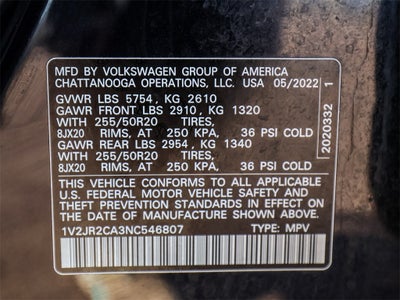 MFD BY VOLKSWAGEN GROUP OF AMERICA
CHATTANOOGA OPERATIONS, LLC. USA 05/2022
GVWR LBS 5754, KG 2610
GAWR FRONT LBS 2910, KG 1320
WITH 255/50R20 TIRES,
8JX20 RIMS, AT 250 KPA, 36 PSI COLD
GAWR REAR LBS 2954, KG 1340
WITH 255/50R20 TIRES,
8JX20 RIMS, AT 250 KPA, 36 PSI COLD
THIS VEHICLE CONFORMS TO ALL APPLICABLE
U.S. FEDERAL MOTOR VEHICLE SAFETY AND
THEFT PREVENTION STANDARDS IN EFFECT ON THE
DATE OF MANUFACTURE SHOWN ABOVE.
1V2JR2CA3NC546807 TYPE: MPV
2020332 1